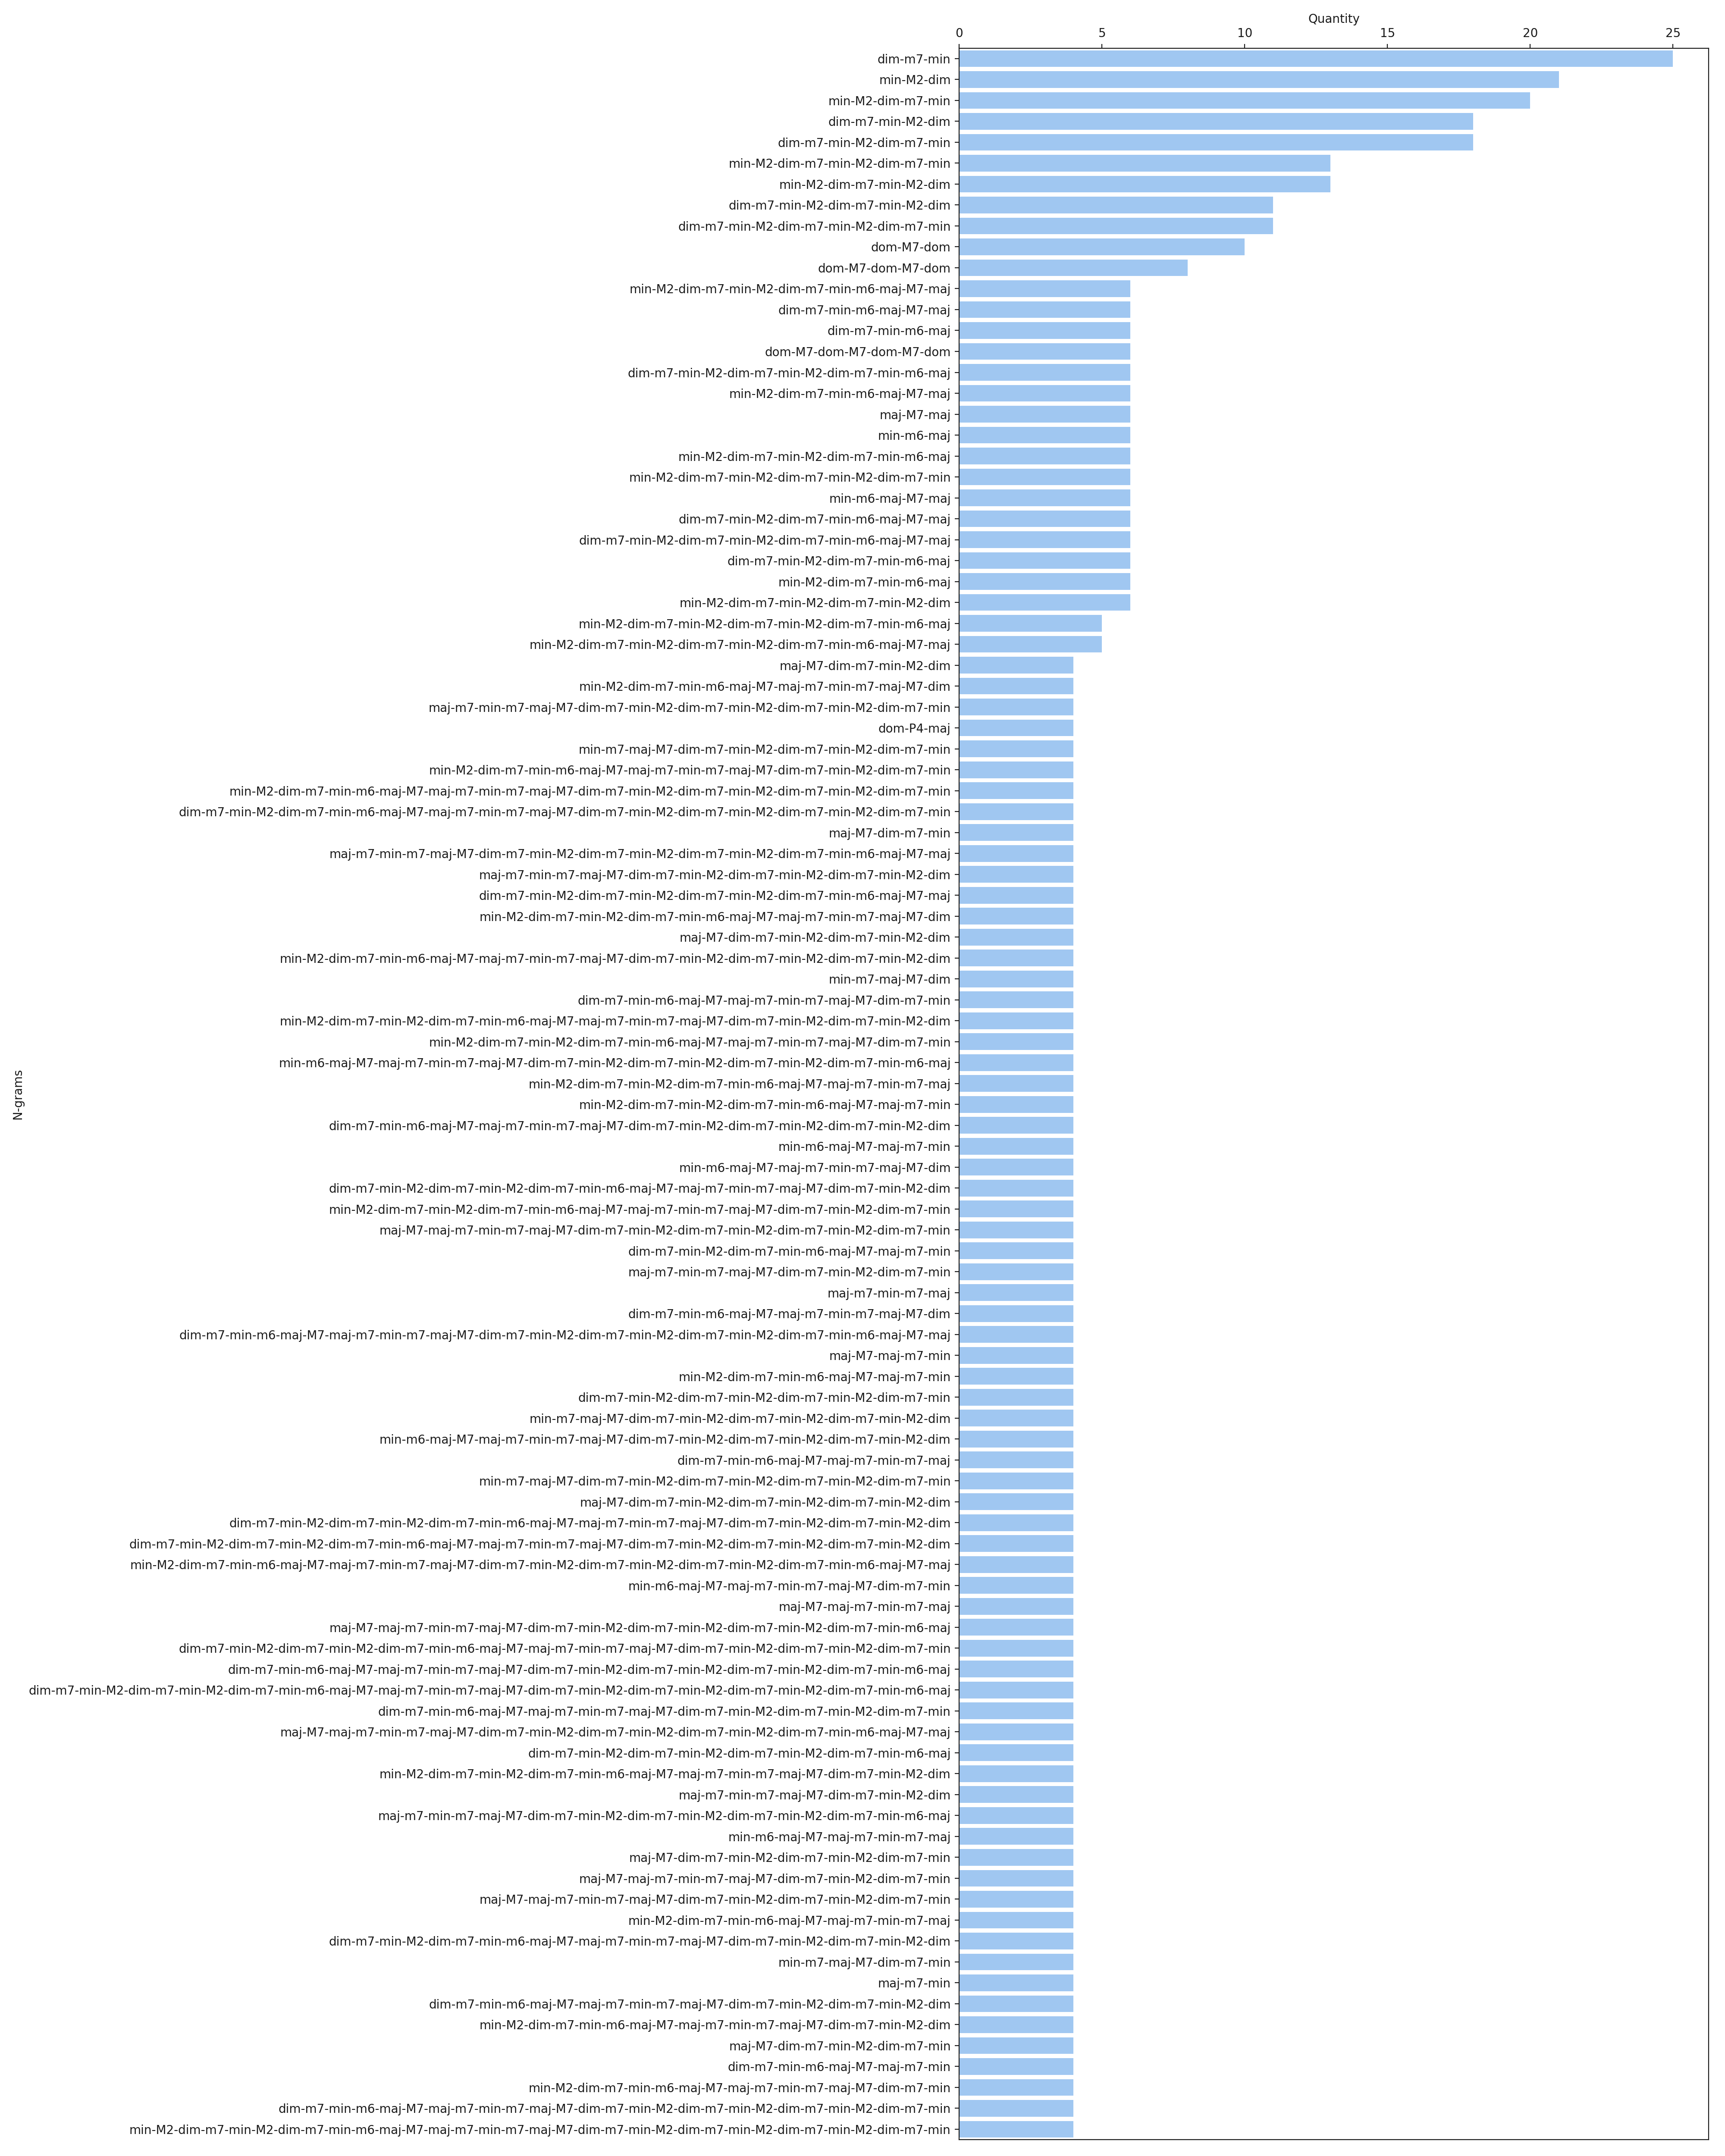 Quantity
0 5 10 15 20 25
dim-m7-min
min-M2-dim
min-M2-dim-m7-min
dim-m7-min-M2-dim
dim-m7-min-M2-dim-m7-min
min-M2-dim-m7-min-M2-dim-m7-min
min-M2-dim-m7-min-M2-dim
dim-m7-min-M2-dim-m7-min-M2-dim
dim-m7-min-M2-dim-m7-min-M2-dim-m7-min
dom-M7-dom
dom-M7-dom-M7-dom
min-M2-dim-m7-min-M2-dim-m7-min-m6-maj-M7-maj
dim-m7-min-m6-maj-M7-maj
dim-m7-min-m6-maj
dom-M7-dom-M7-dom-M7-dom
dim-m7-min-M2-dim-m7-min-M2-dim-m7-min-m6-maj
min-M2-dim-m7-min-m6-maj-M7-maj
maj-M7-maj
min-m6-maj
min-M2-dim-m7-min-M2-dim-m7-min-m6-maj
min-M2-dim-m7-min-M2-dim-m7-min-M2-dim-m7-min
min-m6-maj-M7-maj
dim-m7-min-M2-dim-m7-min-m6-maj-M7-maj
dim-m7-min-M2-dim-m7-min-M2-dim-m7-min-m6-maj-M7-maj
dim-m7-min-M2-dim-m7-min-m6-maj
min-M2-dim-m7-min-m6-maj
min-M2-dim-m7-min-M2-dim-m7-min-M2-dim
min-M2-dim-m7-min-M2-dim-m7-min-M2-dim-m7-min-m6-maj
min-M2-dim-m7-min-M2-dim-m7-min-M2-dim-m7-min-m6-maj-M7-maj
maj-M7-dim-m7-min-M2-dim
min-M2-dim-m7-min-m6-maj-M7-maj-m7-min-m7-maj-M7-dim
maj-m7-min-m7-maj-M7-dim-m7-min-M2-dim-m7-min-M2-dim-m7-min-M2-dim-m7-min
dom-P4-maj
min-m7-maj-M7-dim-m7-min-M2-dim-m7-min-M2-dim-m7-min
min-M2-dim-m7-min-m6-maj-M7-maj-m7-min-m7-maj-M7-dim-m7-min-M2-dim-m7-min
min-M2-dim-m7-min-m6-maj-M7-maj-m7-min-m7-maj-M7-dim-m7-min-M2-dim-m7-min-M2-dim-m7-min-M2-dim-m7-min
dim-m7-min-M2-dim-m7-min-m6-maj-M7-maj-m7-min-m7-maj-M7-dim-m7-min-M2-dim-m7-min-M2-dim-m7-min-M2-dim-m7-min
maj-M7-dim-m7-min
maj-m7-min-m7-maj-M7-dim-m7-min-M2-dim-m7-min-M2-dim-m7-min-M2-dim-m7-min-m6-maj-M7-maj
maj-m7-min-m7-maj-M7-dim-m7-min-M2-dim-m7-min-M2-dim-m7-min-M2-dim
dim-m7-min-M2-dim-m7-min-M2-dim-m7-min-M2-dim-m7-min-m6-maj-M7-maj
min-M2-dim-m7-min-M2-dim-m7-min-m6-maj-M7-maj-m7-min-m7-maj-M7-dim
maj-M7-dim-m7-min-M2-dim-m7-min-M2-dim
min-M2-dim-m7-min-m6-maj-M7-maj-m7-min-m7-maj-M7-dim-m7-min-M2-dim-m7-min-M2-dim-m7-min-M2-dim
min-m7-maj-M7-dim
dim-m7-min-m6-maj-M7-maj-m7-min-m7-maj-M7-dim-m7-min
min-M2-dim-m7-min-M2-dim-m7-min-m6-maj-M7-maj-m7-min-m7-maj-M7-dim-m7-min-M2-dim-m7-min-M2-dim
min-M2-dim-m7-min-M2-dim-m7-min-m6-maj-M7-maj-m7-min-m7-maj-M7-dim-m7-min
min-m6-maj-M7-maj-m7-min-m7-maj-M7-dim-m7-min-M2-dim-m7-min-M2-dim-m7-min-M2-dim-m7-min-m6-maj
min-M2-dim-m7-min-M2-dim-m7-min-m6-maj-M7-maj-m7-min-m7-maj
min-M2-dim-m7-min-M2-dim-m7-min-m6-maj-M7-maj-m7-min
dim-m7-min-m6-maj-M7-maj-m7-min-m7-maj-M7-dim-m7-min-M2-dim-m7-min-M2-dim-m7-min-M2-dim
min-m6-maj-M7-maj-m7-min
min-m6-maj-M7-maj-m7-min-m7-maj-M7-dim
dim-m7-min-M2-dim-m7-min-M2-dim-m7-min-m6-maj-M7-maj-m7-min-m7-maj-M7-dim-m7-min-M2-dim
min-M2-dim-m7-min-M2-dim-m7-min-m6-maj-M7-maj-m7-min-m7-maj-M7-dim-m7-min-M2-dim-m7-min
maj-M7-maj-m7-min-m7-maj-M7-dim-m7-min-M2-dim-m7-min-M2-dim-m7-min-M2-dim-m7-min
dim-m7-min-M2-dim-m7-min-m6-maj-M7-maj-m7-min
maj-m7-min-m7-maj-M7-dim-m7-min-M2-dim-m7-min
maj-m7-min-m7-maj
dim-m7-min-m6-maj-M7-maj-m7-min-m7-maj-M7-dim
dim-m7-min-m6-maj-M7-maj-m7-min-m7-maj-M7-dim-m7-min-M2-dim-m7-min-M2-dim-m7-min-M2-dim-m7-min-m6-maj-M7-maj
maj-M7-maj-m7-min
min-M2-dim-m7-min-m6-maj-M7-maj-m7-min
dim-m7-min-M2-dim-m7-min-M2-dim-m7-min-M2-dim-m7-min
min-m7-maj-M7-dim-m7-min-M2-dim-m7-min-M2-dim-m7-min-M2-dim
min-m6-maj-M7-maj-m7-min-m7-maj-M7-dim-m7-min-M2-dim-m7-min-M2-dim-m7-min-M2-dim
dim-m7-min-m6-maj-M7-maj-m7-min-m7-maj
min-m7-maj-M7-dim-m7-min-M2-dim-m7-min-M2-dim-m7-min-M2-dim-m7-min
maj-M7-dim-m7-min-M2-dim-m7-min-M2-dim-m7-min-M2-dim
dim-m7-min-M2-dim-m7-min-M2-dim-m7-min-m6-maj-M7-maj-m7-min-m7-maj-M7-dim-m7-min-M2-dim-m7-min-M2-dim
dim-m7-min-M2-dim-m7-min-M2-dim-m7-min-m6-maj-M7-maj-m7-min-m7-maj-M7-dim-m7-min-M2-dim-m7-min-M2-dim-m7-min-M2-dim
min-M2-dim-m7-min-m6-maj-M7-maj-m7-min-m7-maj-M7-dim-m7-min-M2-dim-m7-min-M2-dim-m7-min-M2-dim-m7-min-m6-maj-M7-maj
min-m6-maj-M7-maj-m7-min-m7-maj-M7-dim-m7-min
maj-M7-maj-m7-min-m7-maj
maj-M7-maj-m7-min-m7-maj-M7-dim-m7-min-M2-dim-m7-min-M2-dim-m7-min-M2-dim-m7-min-m6-maj
dim-m7-min-M2-dim-m7-min-M2-dim-m7-min-m6-maj-M7-maj-m7-min-m7-maj-M7-dim-m7-min-M2-dim-m7-min-M2-dim-m7-min
dim-m7-min-m6-maj-M7-maj-m7-min-m7-maj-M7-dim-m7-min-M2-dim-m7-min-M2-dim-m7-min-M2-dim-m7-min-m6-maj
dim-m7-min-M2-dim-m7-min-M2-dim-m7-min-m6-maj-M7-maj-m7-min-m7-maj-M7-dim-m7-min-M2-dim-m7-min-M2-dim-m7-min-M2-dim-m7-min-m6-maj
dim-m7-min-m6-maj-M7-maj-m7-min-m7-maj-M7-dim-m7-min-M2-dim-m7-min-M2-dim-m7-min
maj-M7-maj-m7-min-m7-maj-M7-dim-m7-min-M2-dim-m7-min-M2-dim-m7-min-M2-dim-m7-min-m6-maj-M7-maj
dim-m7-min-M2-dim-m7-min-M2-dim-m7-min-M2-dim-m7-min-m6-maj
min-M2-dim-m7-min-M2-dim-m7-min-m6-maj-M7-maj-m7-min-m7-maj-M7-dim-m7-min-M2-dim
maj-m7-min-m7-maj-M7-dim-m7-min-M2-dim
maj-m7-min-m7-maj-M7-dim-m7-min-M2-dim-m7-min-M2-dim-m7-min-M2-dim-m7-min-m6-maj
min-m6-maj-M7-maj-m7-min-m7-maj
maj-M7-dim-m7-min-M2-dim-m7-min-M2-dim-m7-min
maj-M7-maj-m7-min-m7-maj-M7-dim-m7-min-M2-dim-m7-min
maj-M7-maj-m7-min-m7-maj-M7-dim-m7-min-M2-dim-m7-min-M2-dim-m7-min
min-M2-dim-m7-min-m6-maj-M7-maj-m7-min-m7-maj
dim-m7-min-M2-dim-m7-min-m6-maj-M7-maj-m7-min-m7-maj-M7-dim-m7-min-M2-dim-m7-min-M2-dim
min-m7-maj-M7-dim-m7-min
maj-m7-min
dim-m7-min-m6-maj-M7-maj-m7-min-m7-maj-M7-dim-m7-min-M2-dim-m7-min-M2-dim
min-M2-dim-m7-min-m6-maj-M7-maj-m7-min-m7-maj-M7-dim-m7-min-M2-dim
maj-M7-dim-m7-min-M2-dim-m7-min
dim-m7-min-m6-maj-M7-maj-m7-min
min-M2-dim-m7-min-m6-maj-M7-maj-m7-min-m7-maj-M7-dim-m7-min
dim-m7-min-m6-maj-M7-maj-m7-min-m7-maj-M7-dim-m7-min-M2-dim-m7-min-M2-dim-m7-min-M2-dim-m7-min
min-M2-dim-m7-min-M2-dim-m7-min-m6-maj-M7-maj-m7-min-m7-maj-M7-dim-m7-min-M2-dim-m7-min-M2-dim-m7-min-M2-dim-m7-min
N-grams